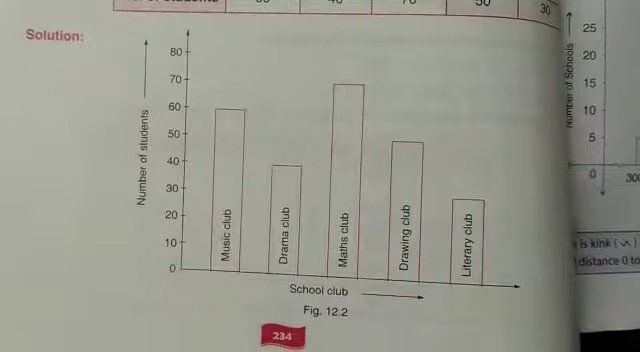 50
30
Solution:
Number of students
80
70
60
50
40
30
20
10
0
Music club
Drama club
Maths club
Drawing club
Literary club
School club
Fig. 12.2
234
Number of Schools
25
20
15
10
5
0
is kink (
distance 0 to